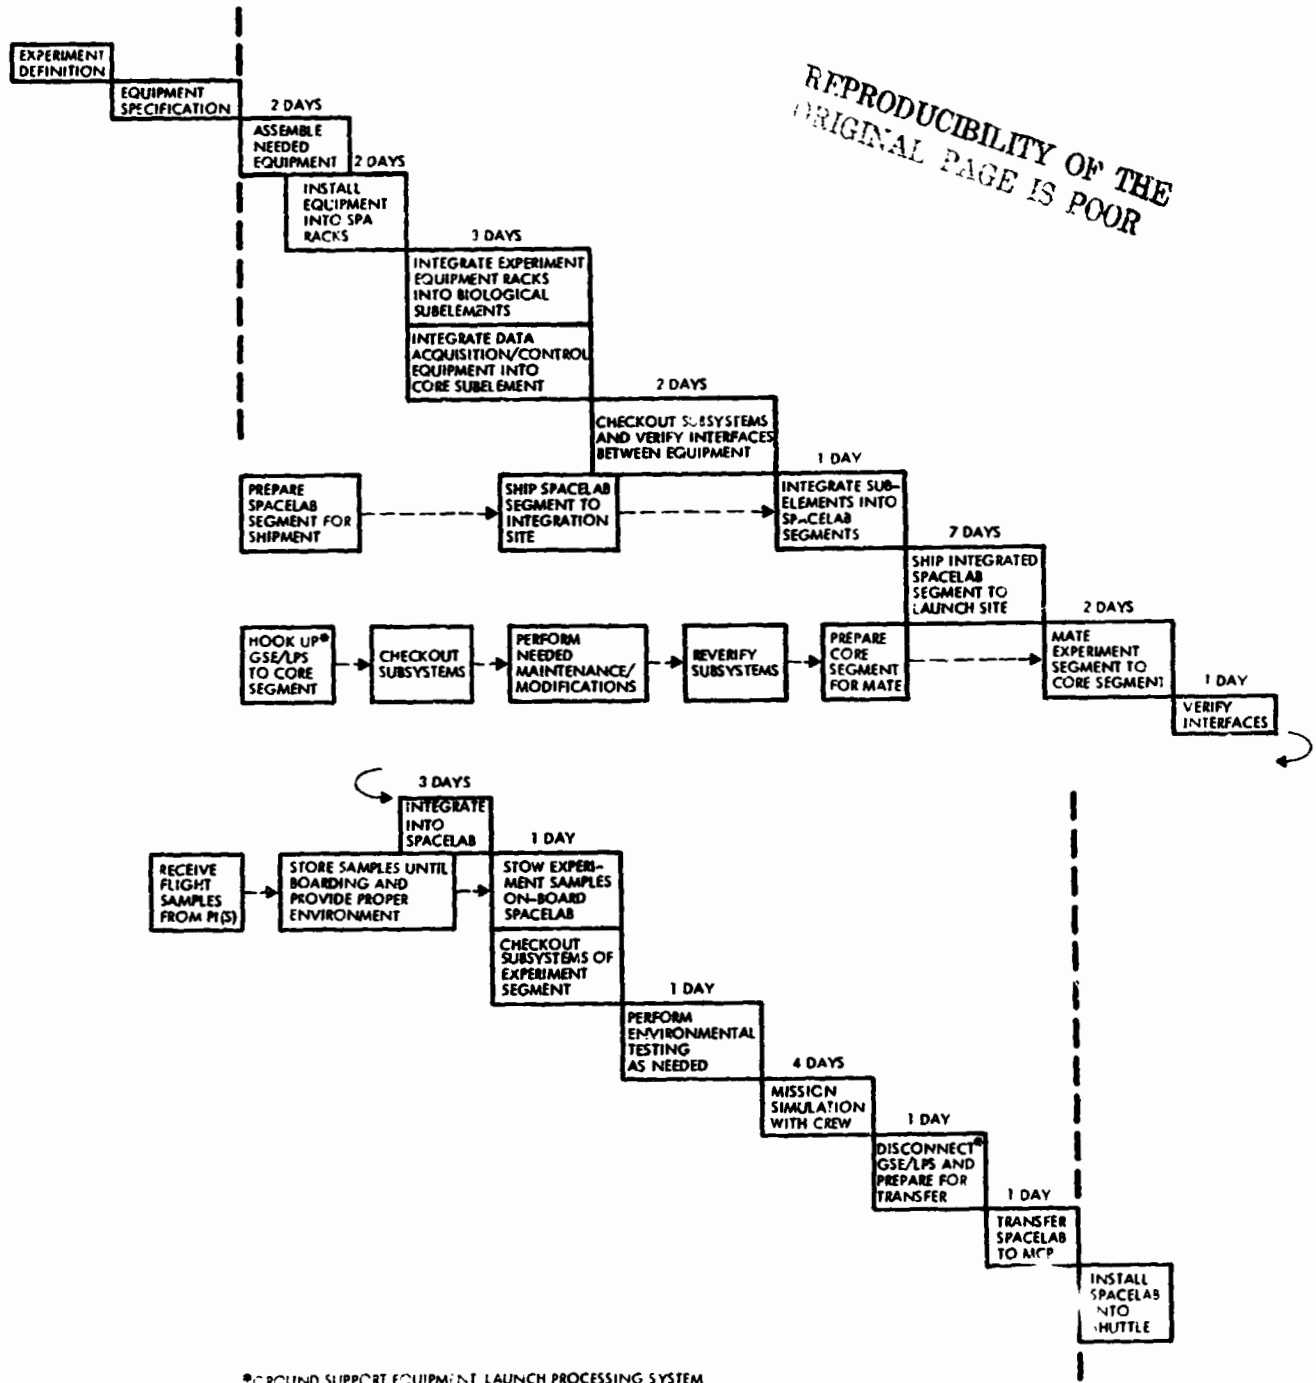 EXPERIMENT
DEFINITION
EQUIPMENT
SPECIFICATION
REPRODUCIBILITY OF THE
ORIGINAL PAGE IS POOR
2 DAYS
ASSEMBLE
NEEDED
EQUIPMENT
2 DAYS
INSTALL
EQUIPMENT
INTO SPA
RACKS
3 DAYS
INTEGRATE EXPERIMENT
EQUIPMENT RACKS
INTO BIOLOGICAL
SUBELEMENTS
INTEGRATE DATA
ACQUISITION/CONTROL
EQUIPMENT INTO
CORE SUBELEMENT
2 DAYS
CHECKOUT SUBSYSTEMS
AND VERIFY INTERFACES
BETWEEN EQUIPMENT
PREPARE
SPACELAB
SEGMENT FOR
SHIPMENT
SHIP SPACELAB
SEGMENT TO
INTEGRATION
SITE
1 DAY
INTEGRATE SUB-
ELEMENTS INTO
SPACELAB
SEGMENTS
7 DAYS
SHIP INTEGRATED
SPACELAB
SEGMENT TO
LAUNCH SITE
HOOK UP*
GSE/LPS
TO CORE
SEGMENT
CHECKOUT
SUBSYSTEMS
PERFORM
NEEDED
MAINTENANCE/
MODIFICATIONS
REVERIFY
SUBSYSTEMS
PREPARE
CORE
SEGMENT
FOR MATE
2 DAYS
MATE
EXPERIMENT
SEGMENT TO
CORE SEGMENT
1 DAY
VERIFY
INTERFACES
3 DAYS
INTEGRATE
INTO
SPACELAB
RECEIVE
FLIGHT
SAMPLES
FROM PI(S)
STORE SAMPLES UNTIL
BOARDING AND
PROVIDE PROPER
ENVIRONMENT
1 DAY
STOW EXPERI-
MENT SAMPLES
ON-BOARD
SPACELAB
CHECKOUT
SUBSYSTEMS OF
EXPERIMENT
SEGMENT
1 DAY
PERFORM
ENVIRONMENTAL
TESTING
AS NEEDED
4 DAYS
MISSION
SIMULATION
WITH CREW
1 DAY
DISCONNECT*
GSE/LPS AND
PREPARE FOR
TRANSFER
1 DAY
TRANSFER
SPACELAB
TO MCP
INSTALL
SPACELAB
INTO
SHUTTLE
*GROUND SUPPORT EQUIPMENT LAUNCH PROCESSING SYSTEM